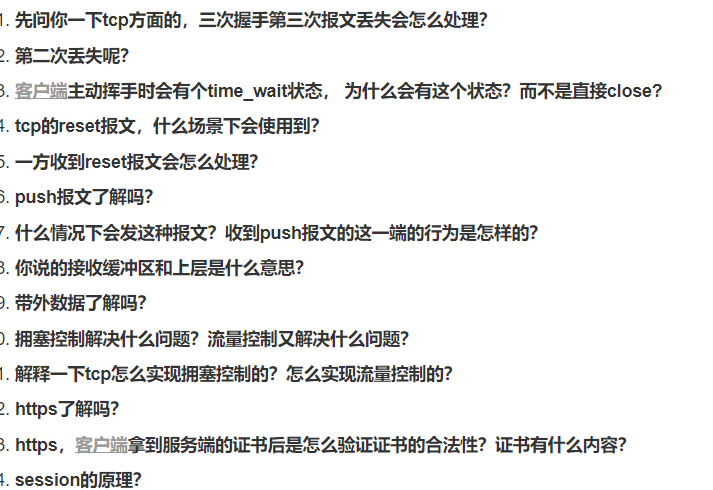 1. 先问你一下tcp方面的，三次握手第三次报文丢失会怎么处理？
2. 第二次丢失呢？
3. 客户端主动挥手时会有个time_wait状态， 为什么会有这个状态？而不是直接close?
4. tcp的reset报文，什么场景下会使用到？
5. 一方收到reset报文会怎么处理？
6. push报文了解吗？
7. 什么情况下会发这种报文？收到push报文的这一端的行为是怎样的？
8. 你说的接收缓冲区和上层是什么意思？
9. 带外数据了解吗？
0. 拥塞控制解决什么问题？流量控制又解决什么问题？
1. 解释一下tcp怎么实现拥塞控制的？怎么实现流量控制的？
2. https了解吗？
3. https，客户端拿到服务端的证书后是怎么验证证书的合法性？证书有什么内容？
4. session的原理？